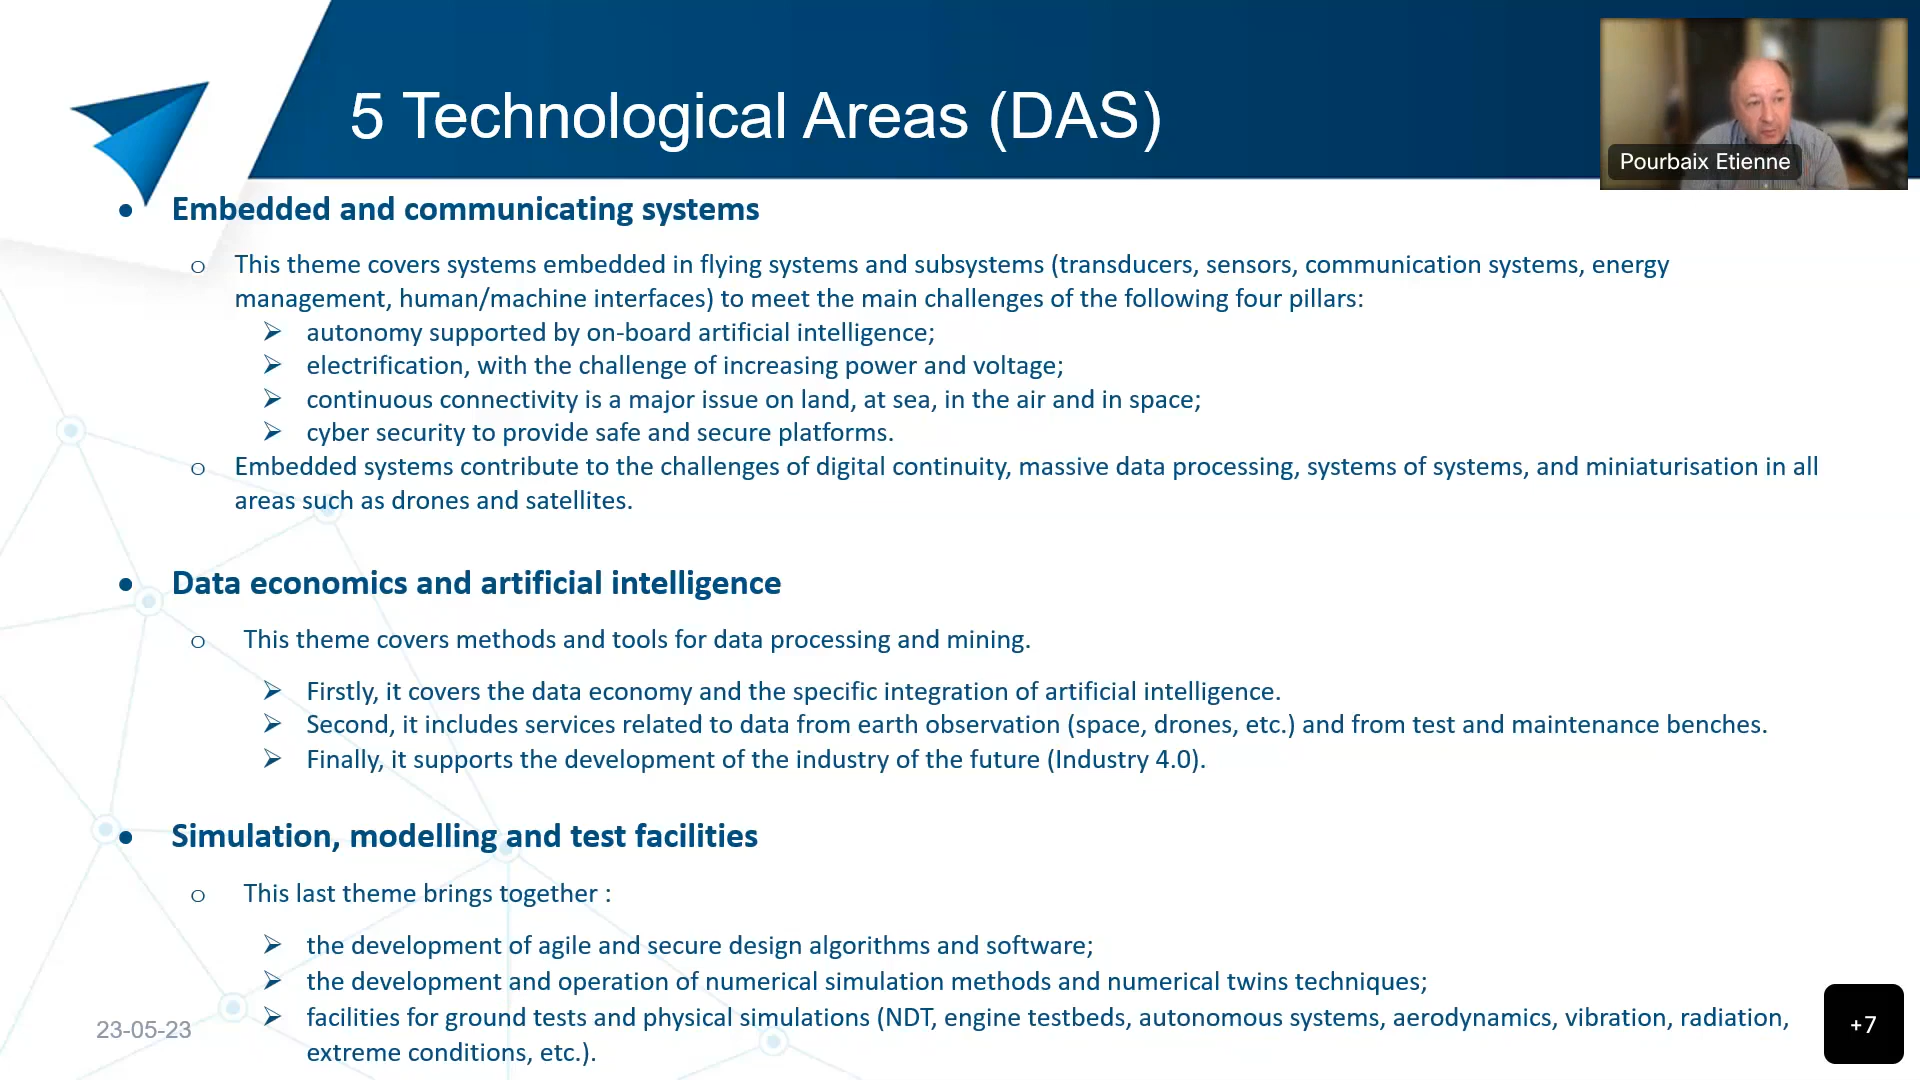 5 Technological Areas (DAS)
Pourbaix Etienne
• Embedded and communicating systems
o This theme covers systems embedded in flying systems and subsystems (transducers, sensors, communication systems, energy
management, human/machine interfaces) to meet the main challenges of the following four pillars:
➢ autonomy supported by on-board artificial intelligence;
➢ electrification, with the challenge of increasing power and voltage;
➢ continuous connectivity is a major issue on land, at sea, in the air and in space;
➢ cyber security to provide safe and secure platforms.
o Embedded systems contribute to the challenges of digital continuity, massive data processing, systems of systems, and miniaturisation in all
areas such as drones and satellites.
• Data economics and artificial intelligence
o This theme covers methods and tools for data processing and mining.
➢ Firstly, it covers the data economy and the specific integration of artificial intelligence.
➢ Second, it includes services related to data from earth observation (space, drones, etc.) and from test and maintenance benches.
➢ Finally, it supports the development of the industry of the future (Industry 4.0).
• Simulation, modelling and test facilities
o This last theme brings together :
➢ the development of agile and secure design algorithms and software;
➢ the development and operation of numerical simulation methods and numerical twins techniques;
➢ facilities for ground tests and physical simulations (NDT, engine testbeds, autonomous systems, aerodynamics, vibration, radiation,
extreme conditions, etc.).
23-05-23
+7